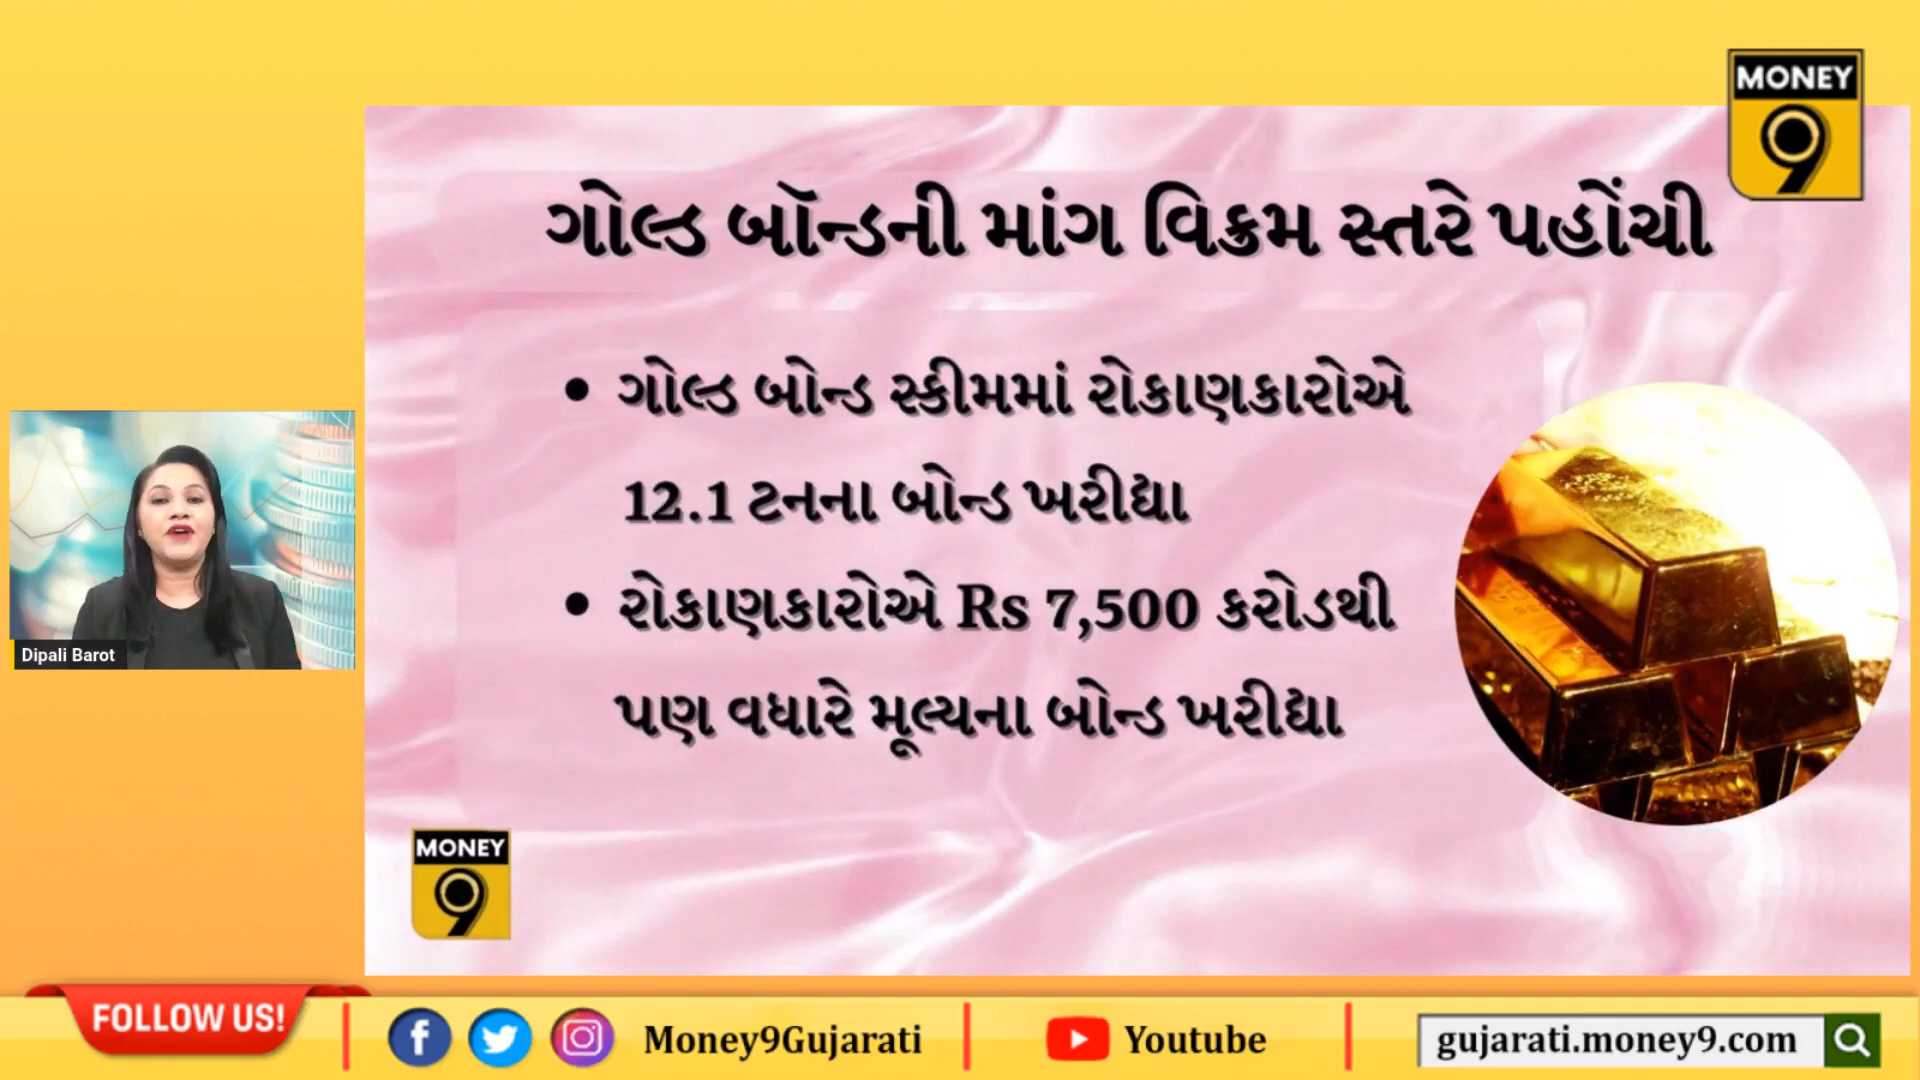 MONEY
9
ગોલ્ડ બૉન્ડની માંગ વિક્રમ સ્તરે પહોંચી
• ગોલ્ડ બોન્ડ સ્કીમમાં રોકાણકારોએ
12.1 ટનના બોન્ડ ખરીદ્યા
• રોકાણકારોએ Rs 7,500 કરોડથી
પણ વધારે મૂલ્યના બોન્ડ ખરીદ્યા
Dipali Barot
MONEY
9
FOLLOW US!
Money9Gujarati
Youtube
gujarati.money9.com